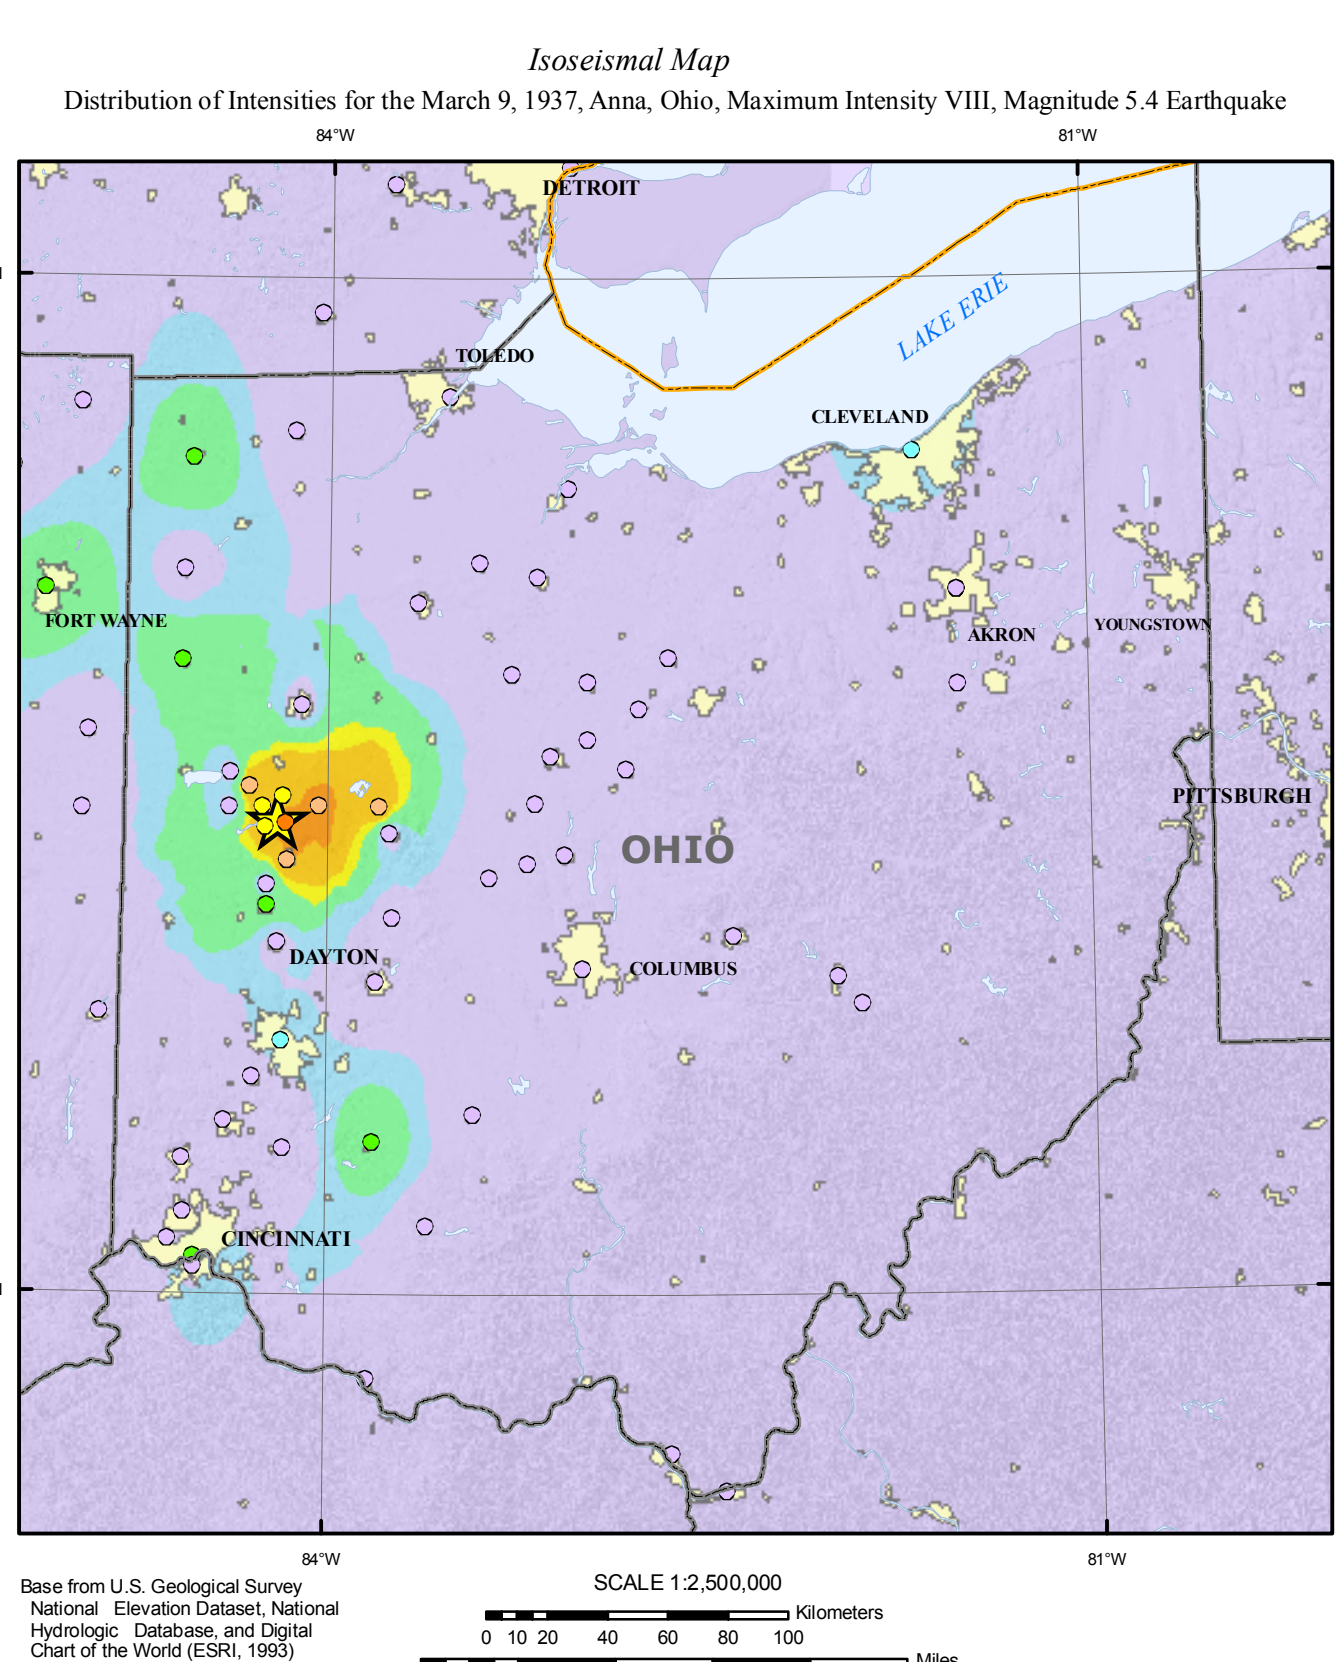 Isoseismal Map
Distribution of Intensities for the March 9, 1937, Anna, Ohio, Maximum Intensity VIII, Magnitude 5.4 Earthquake
84°W 81°W
DETROIT
LAKE ERIE
TOLEDO
CLEVELAND
FORT WAYNE
YOUNGSTOWN
AKRON
PITTSBURGH
OHIO
DAYTON
COLUMBUS
CINCINNATI
84°W 81°W
Base from U.S. Geological Survey
National Elevation Dataset, National
Hydrologic Database, and Digital
Chart of the World (ESRI, 1993)
SCALE 1:2,500,000
Kilometers
0 10 20 40 60 80 100
Miles